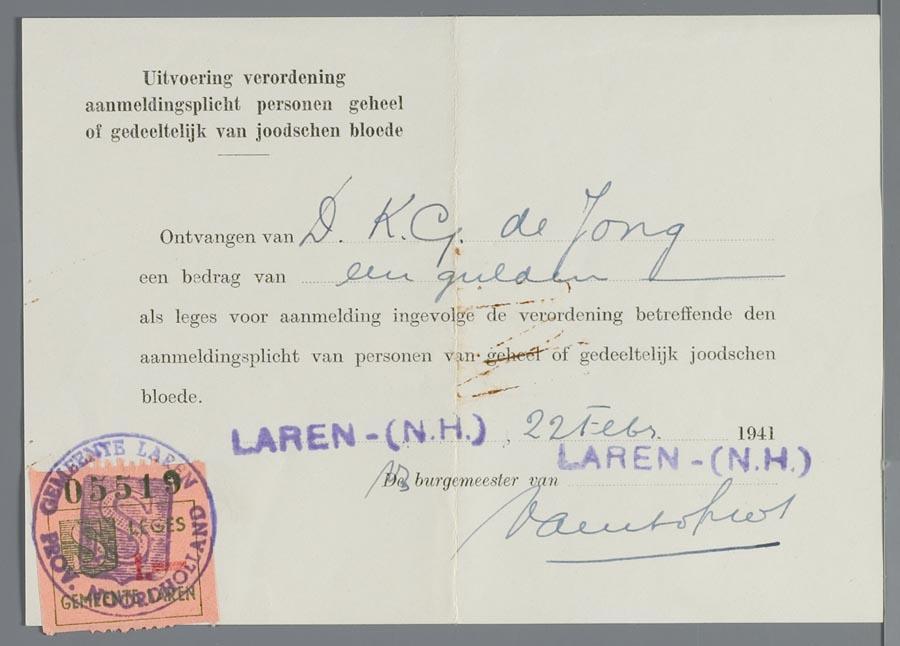 Uitvoering verordening
aanmeldingsplicht personen geheel
of gedeeltelijk van joodschen bloede
Ontvangen van D. K.G. de Jong
een bedrag van een gulden
als leges voor aanmelding ingevolge de verordening betreffende den
aanmeldingsplicht van personen van geheel of gedeeltelijk joodschen
bloede.
LAREN-(N.H.), 22 Febr. 1941
De burgemeester van LAREN-(N.H.)
GEMEENTE LAREN
PROV. NOORDHOLLAND
05519
LEGES
1.—
GEMEENTE LAREN